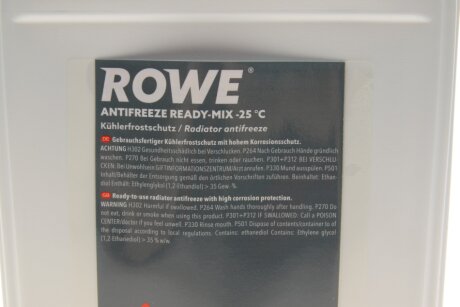 ROWE®
ANTIFREEZE READY-MIX -25 °C
Kühlerfrostschutz / Radiator antifreeze
DE Gebrauchsfertiger Kühlerfrostschutz mit hohem Korrosionsschutz.
ACHTUNG H302 Gesundheitsschädlich bei Verschlucken. P264 Nach Gebrauch Hände gründlich
waschen. P270 Bei Gebrauch nicht essen, trinken oder rauchen. P301+P312 BEI VERSCHLU-
CKEN: Bei Unwohlsein GIFTINFORMATIONSZENTRUM/Arzt anrufen. P330 Mund ausspülen. P501
Inhalt/Behälter der Entsorgung gemäß den örtlichen Vorschriften zuführen. Beinhaltet: Ethan-
diol Enthält: Ethylenglykol (1,2-Ethandiol) > 35 Gew. %
Ready-to-use radiator antifreeze with high corrosion protection.
WARNING H302 Harmful if swallowed. P264 Wash hands thoroughly after handling. P270 Do
not eat, drink or smoke when using this product. P301+P312 IF SWALLOWED: Call a POISON
CENTER/doctor if you feel unwell. P330 Rinse mouth. P501 Dispose of contents/container to of
the disposal according to local regulations. Contains: ethanediol Contains: Ethylene glycol
(1,2-Ethanediol) > 35 % w/w